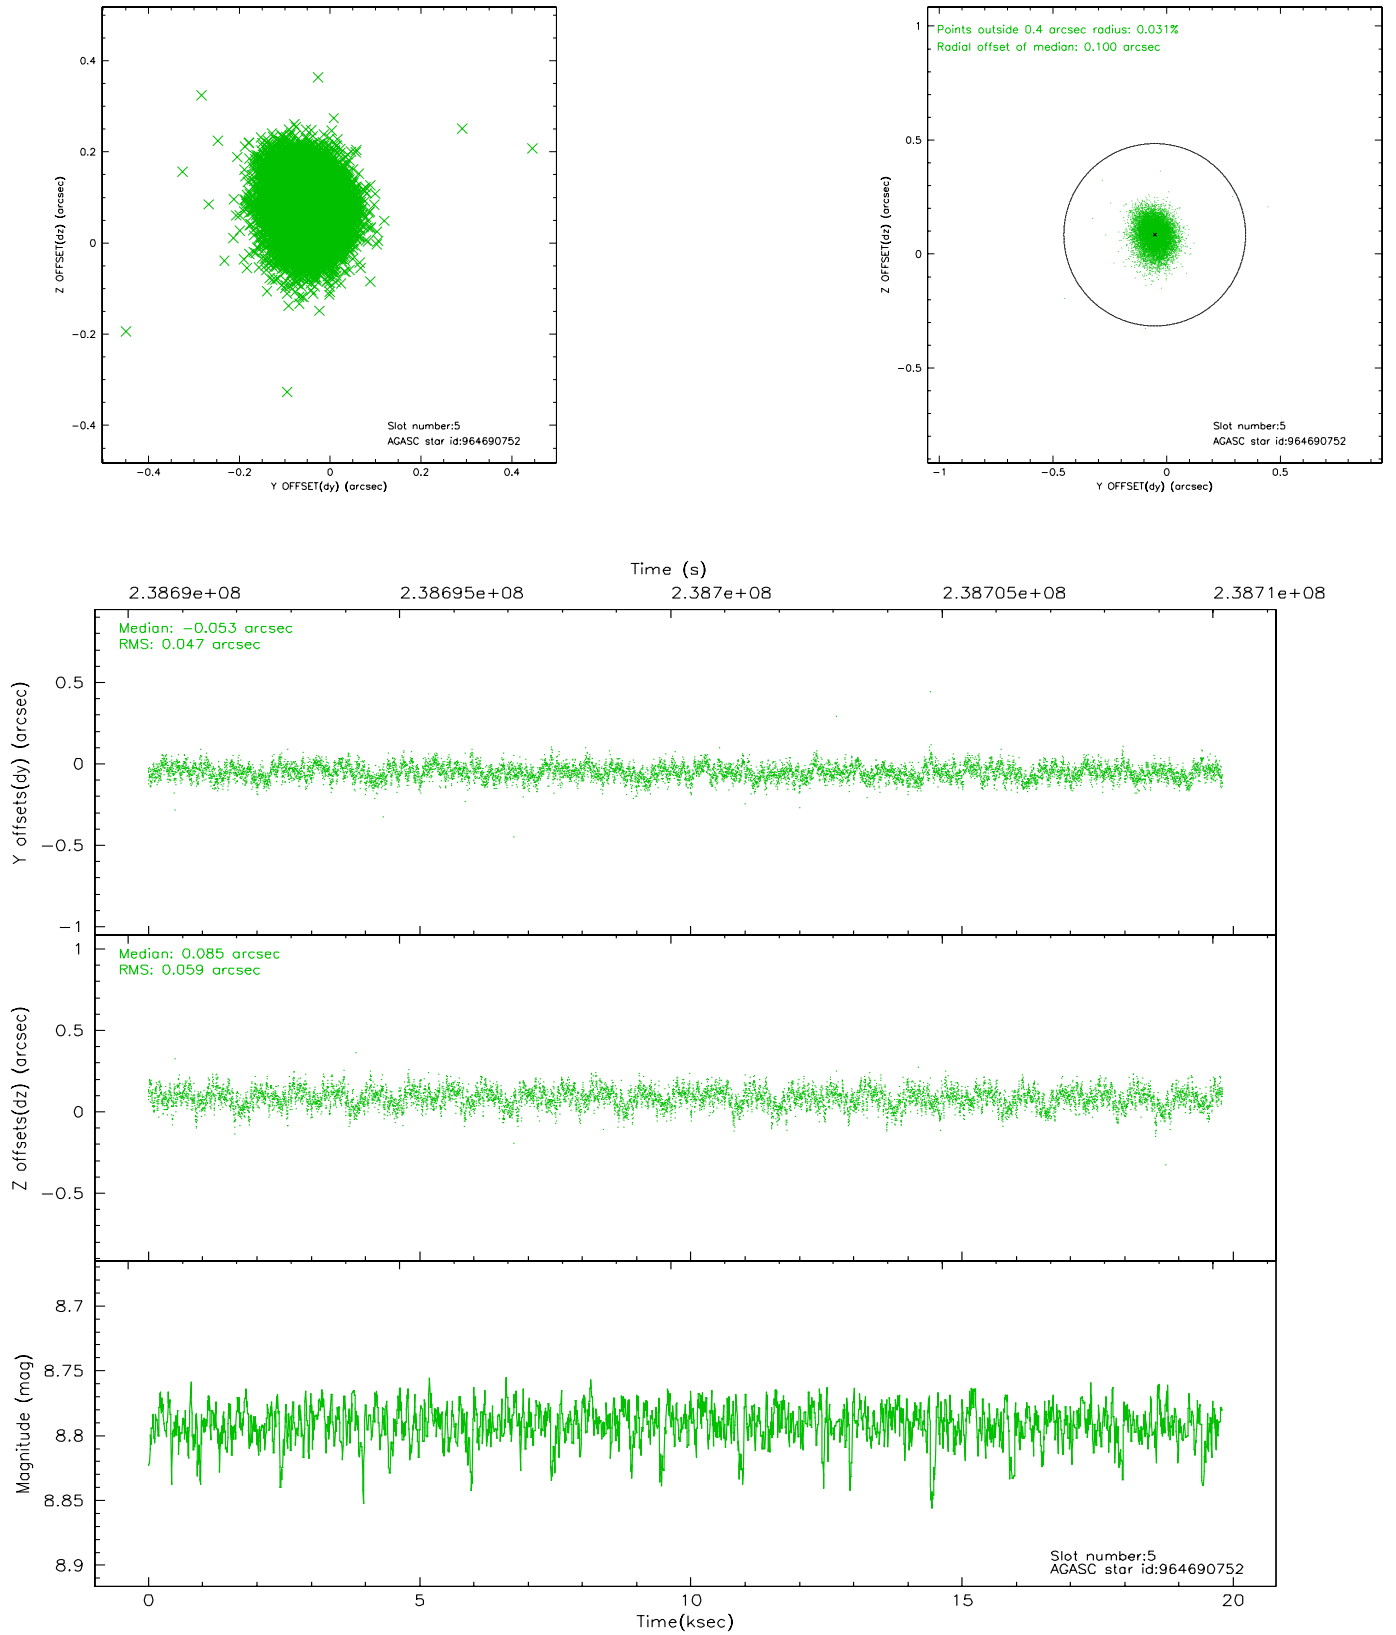 0.4
0.2
0
−0.2
−0.4
Z OFFSET(dz) (arcsec)
Slot number:5
AGASC star id:964690752
−0.4
−0.2
0
0.2
0.4
Y OFFSET(dy) (arcsec)
Points outside 0.4 arcsec radius: 0.031%
Radial offset of median: 0.100 arcsec
1
0.5
0
−0.5
Z OFFSET(dz) (arcsec)
Slot number:5
AGASC star id:964690752
−1
−0.5
0
0.5
Y OFFSET(dy) (arcsec)
Time (s)
2.3869e+08
2.38695e+08
2.387e+08
2.38705e+08
2.3871e+08
Median: −0.053 arcsec
RMS: 0.047 arcsec
0.5
0
−0.5
−1
Y offsets(dy) (arcsec)
Median: 0.085 arcsec
RMS: 0.059 arcsec
1
0.5
0
−0.5
Z offsets(dz) (arcsec)
8.7
8.75
8.8
8.85
8.9
Magnitude (mag)
Slot number:5
AGASC star id:964690752
0
5
10
15
20
Time(ksec)